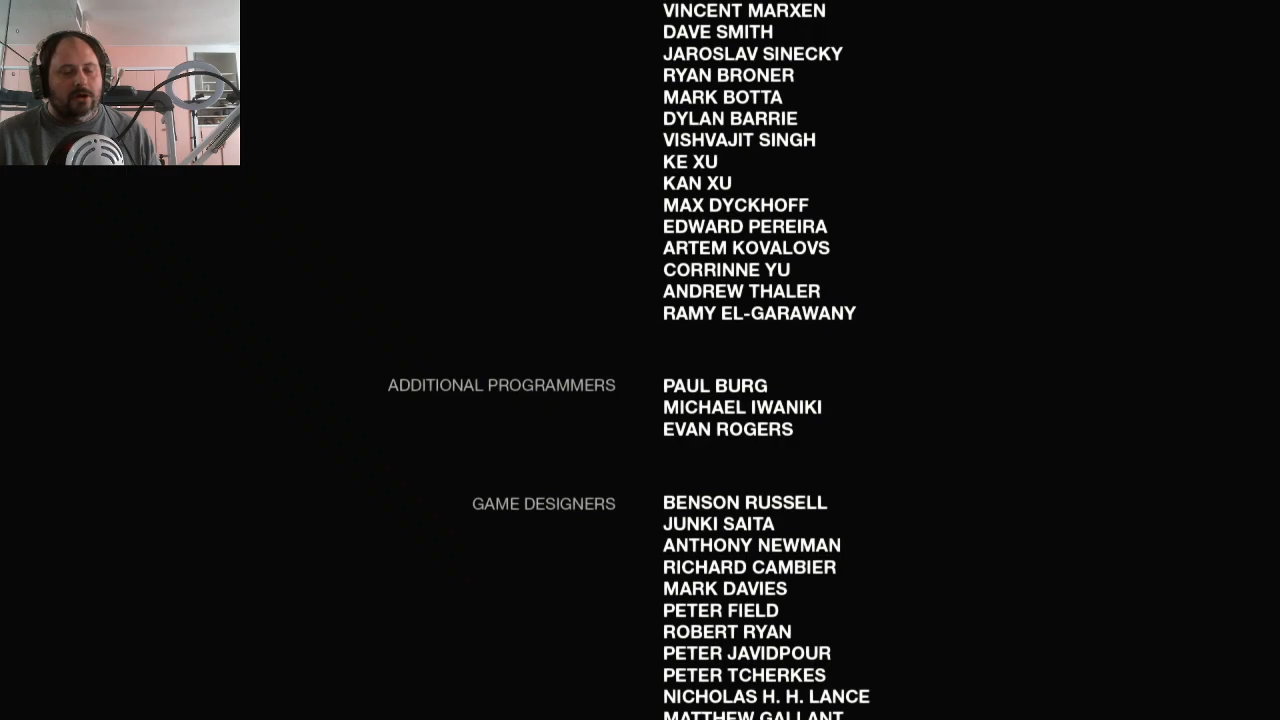 VINCENT MARXEN
DAVE SMITH
JAROSLAV SINECKY
RYAN BRONER
MARK BOTTA
DYLAN BARRIE
VISHVAJIT SINGH
KE XU
KAN XU
MAX DYCKHOFF
EDWARD PEREIRA
ARTEM KOVALOVS
CORRINNE YU
ANDREW THALER
RAMY EL-GARAWANY
ADDITIONAL PROGRAMMERS PAUL BURG
MICHAEL IWANIKI
EVAN ROGERS
GAME DESIGNERS BENSON RUSSELL
JUNKI SAITA
ANTHONY NEWMAN
RICHARD CAMBIER
MARK DAVIES
PETER FIELD
ROBERT RYAN
PETER JAVIDPOUR
PETER TCHERKES
NICHOLAS H. H. LANCE
MATTHEW GALLANT